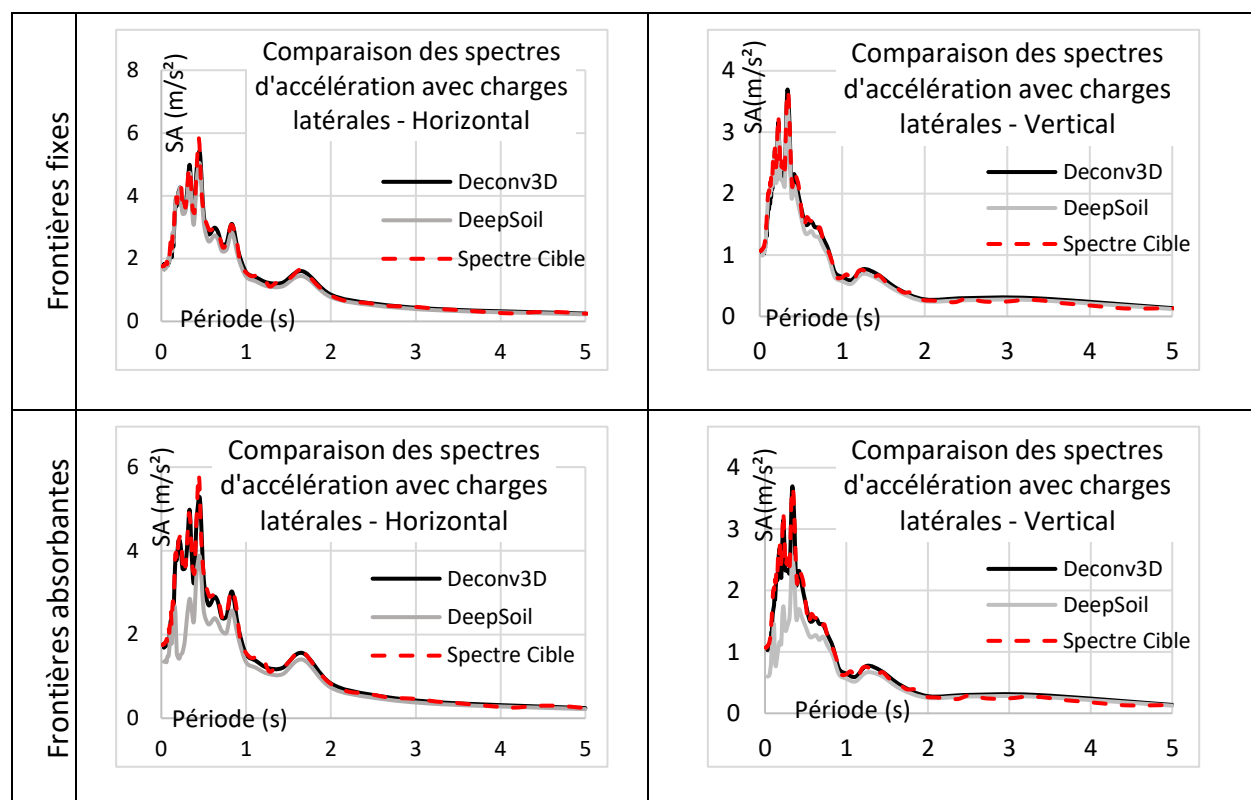 Frontières fixes
Comparaison des spectres
d'accélération avec charges
latérales - Horizontal
SA (m/s²)
8
6
4
2
0
Deconv3D
DeepSoil
Spectre Cible
Période (s)
0 1 2 3 4 5
Comparaison des spectres
d'accélération avec charges
latérales - Vertical
SA(m/s²)
4
3
2
1
0
Deconv3D
DeepSoil
Spectre Cible
Période (s)
0 1 2 3 4 5
Frontières absorbantes
Comparaison des spectres
d'accélération avec charges
latérales - Horizontal
SA (m/s²)
6
4
2
0
Deconv3D
DeepSoil
Spectre Cible
Période (s)
0 1 2 3 4 5
Comparaison des spectres
d'accélération avec charges
latérales - Vertical
SA(m/s²)
4
3
2
1
0
Deconv3D
DeepSoil
Spectre Cible
Période (s)
0 1 2 3 4 5